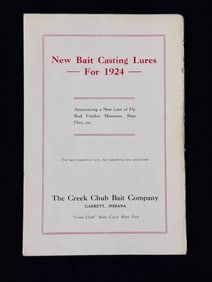 New Bait Casting Lures
— For 1924 —
Announcing a New Line of Fly
Rod Feather Minnows, Bass
Flies, etc.
The Creek Chub Bait Company
GARRETT, INDIANA
"Creek Chub" Baits Catch More Fish